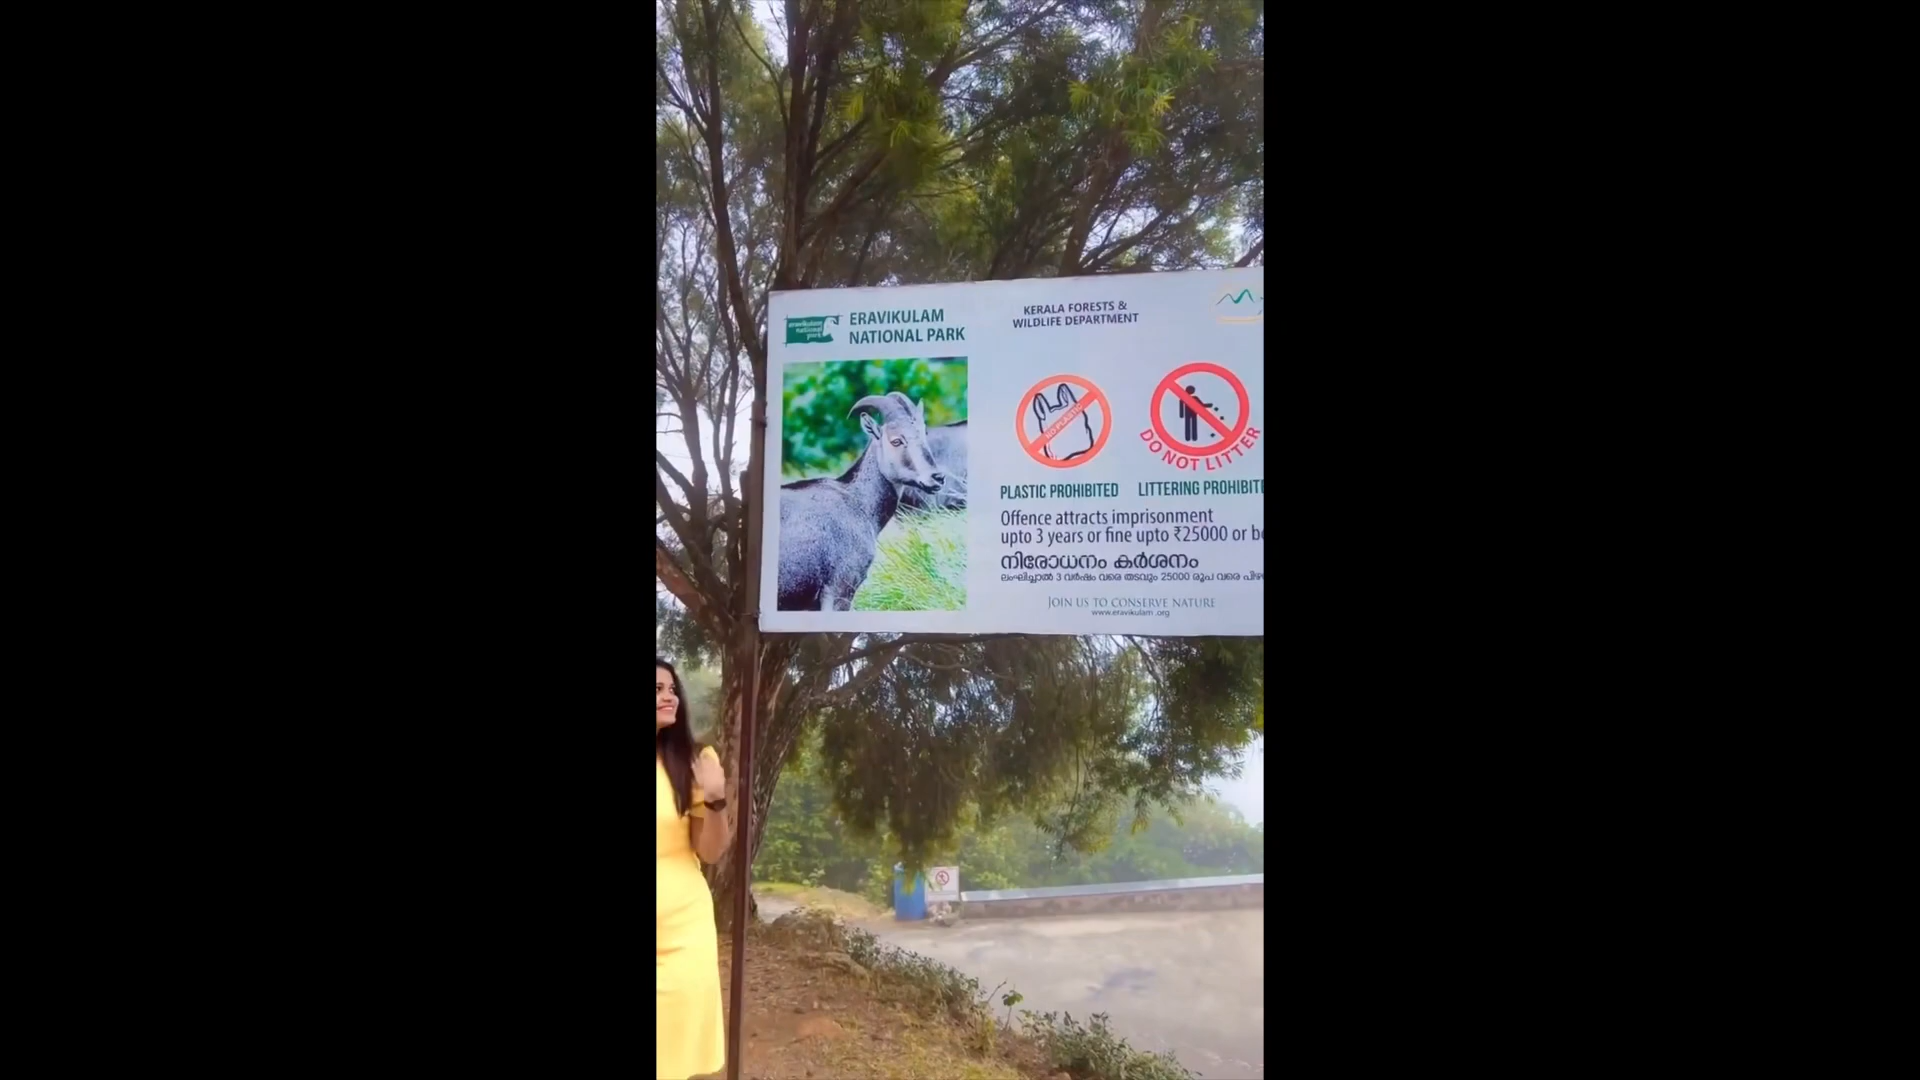 eravikulam
national
park
ERAVIKULAM
NATIONAL PARK
KERALA FORESTS &
WILDLIFE DEPARTMENT
NO PLASTIC
DO NOT LITTER
PLASTIC PROHIBITED
LITTERING PROHIBITE
Offence attracts imprisonment
upto 3 years or fine upto ₹25000 or bo
നിരോധനം കർശനം
ലംഘിച്ചാൽ 3 വർഷം വരെ തടവും 25000 രൂപ വരെ പിഴ
JOIN US TO CONSERVE NATURE
www.eravikulam.org